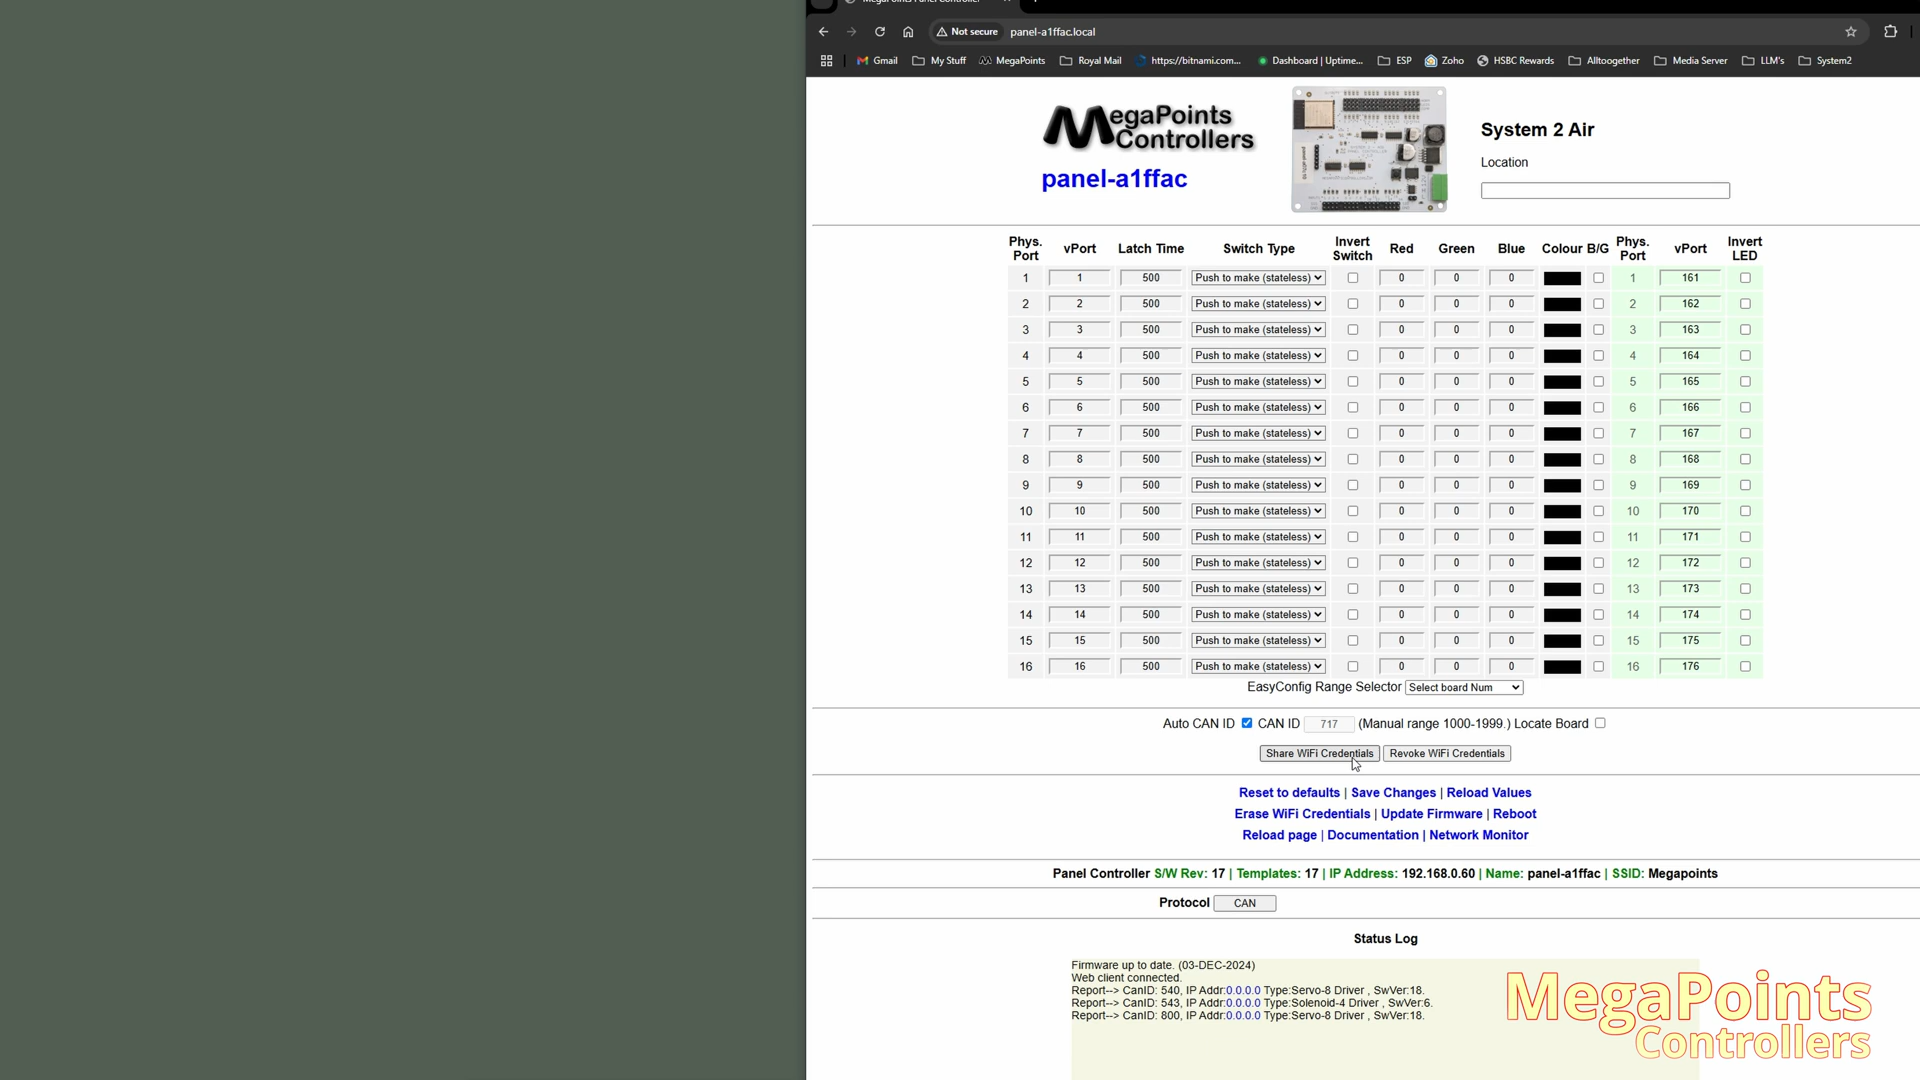 Not secure panel-a1ffac.local
Gmail My Stuff MegaPoints Royal Mail https://bitnami.com... Dashboard | Uptime... ESP Zoho HSBC Rewards Alltoogether Media Server LLM's System2
MegaPoints
Controllers
panel-a1ffac
System 2 Air
Location
Phys. Port vPort Latch Time Switch Type Invert Switch Red Green Blue Colour B/G Phys. Port vPort Invert LED
1 1 500 Push to make (stateless) 0 0 0 1 161
2 2 500 Push to make (stateless) 0 0 0 2 162
3 3 500 Push to make (stateless) 0 0 0 3 163
4 4 500 Push to make (stateless) 0 0 0 4 164
5 5 500 Push to make (stateless) 0 0 0 5 165
6 6 500 Push to make (stateless) 0 0 0 6 166
7 7 500 Push to make (stateless) 0 0 0 7 167
8 8 500 Push to make (stateless) 0 0 0 8 168
9 9 500 Push to make (stateless) 0 0 0 9 169
10 10 500 Push to make (stateless) 0 0 0 10 170
11 11 500 Push to make (stateless) 0 0 0 11 171
12 12 500 Push to make (stateless) 0 0 0 12 172
13 13 500 Push to make (stateless) 0 0 0 13 173
14 14 500 Push to make (stateless) 0 0 0 14 174
15 15 500 Push to make (stateless) 0 0 0 15 175
16 16 500 Push to make (stateless) 0 0 0 16 176
EasyConfig Range Selector Select board Num
Auto CAN ID CAN ID 717 (Manual range 1000-1999.) Locate Board
Share WiFi Credentials Revoke WiFi Credentials
Reset to defaults | Save Changes | Reload Values
Erase WiFi Credentials | Update Firmware | Reboot
Reload page | Documentation | Network Monitor
Panel Controller S/W Rev: 17 | Templates: 17 | IP Address: 192.168.0.60 | Name: panel-a1ffac | SSID: Megapoints
Protocol CAN
Status Log
Firmware up to date. (03-DEC-2024)
Web client connected.
Report--> CanID: 540, IP Addr:0.0.0.0 Type:Servo-8 Driver , SwVer:18.
Report--> CanID: 543, IP Addr:0.0.0.0 Type:Solenoid-4 Driver , SwVer:6.
Report--> CanID: 800, IP Addr:0.0.0.0 Type:Servo-8 Driver , SwVer:18.
MegaPoints
Controllers